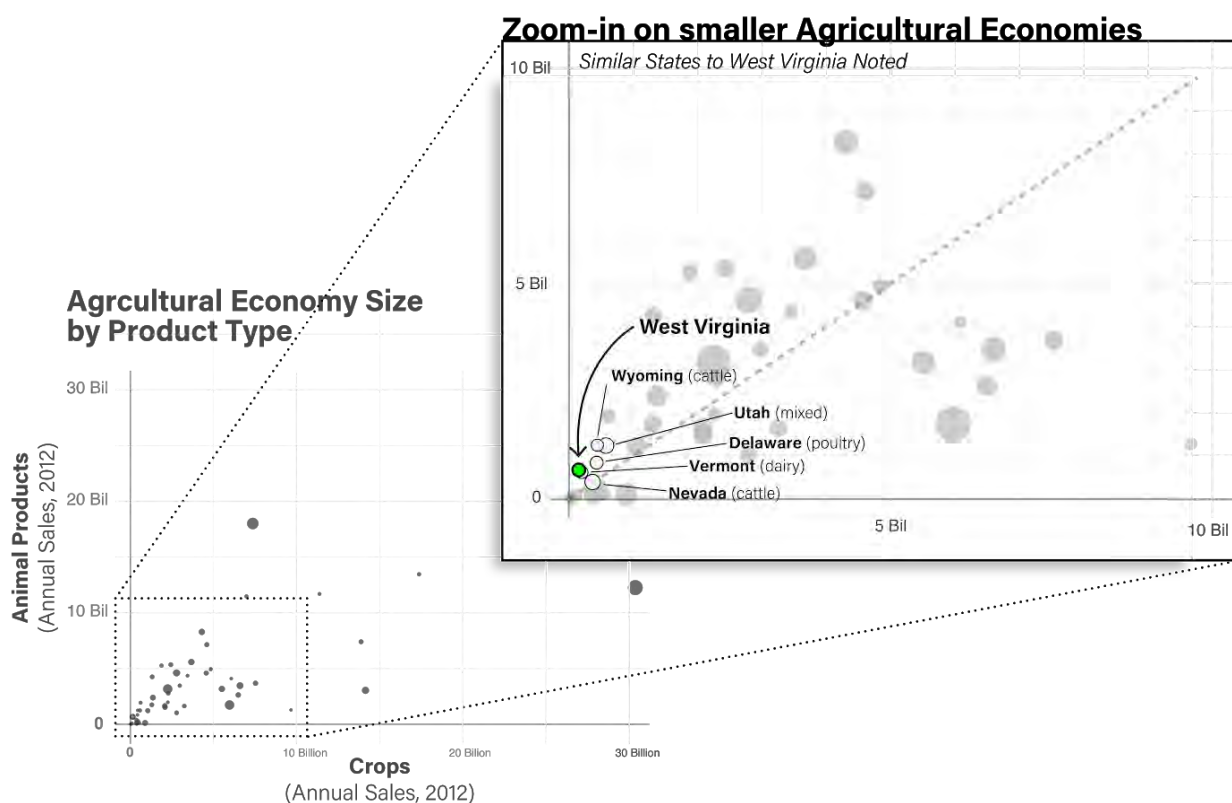 Zoom-in on smaller Agricultural Economies
Similar States to West Virginia Noted
10 Bil
5 Bil
0
West Virginia
Wyoming (cattle)
Utah (mixed)
Delaware (poultry)
Vermont (dairy)
Nevada (cattle)
5 Bil
10 Bil
Agrcultural Economy Size
by Product Type
30 Bil
20 Bil
10 Bil
0
Animal Products
(Annual Sales, 2012)
0
10 Billion
20 Billion
30 Billion
Crops
(Annual Sales, 2012)